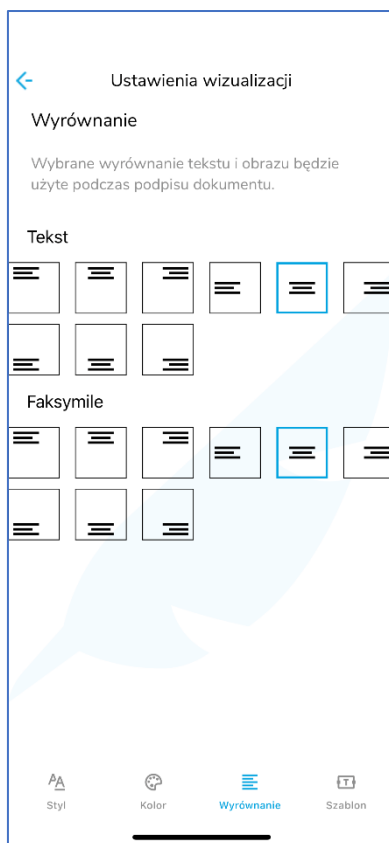 Ustawienia wizualizacji
Wyrównanie
Wybrane wyrównanie tekstu i obrazu będzie
użyte podczas podpisu dokumentu.
Tekst
Faksymile
Styl Kolor Wyrównanie Szablon